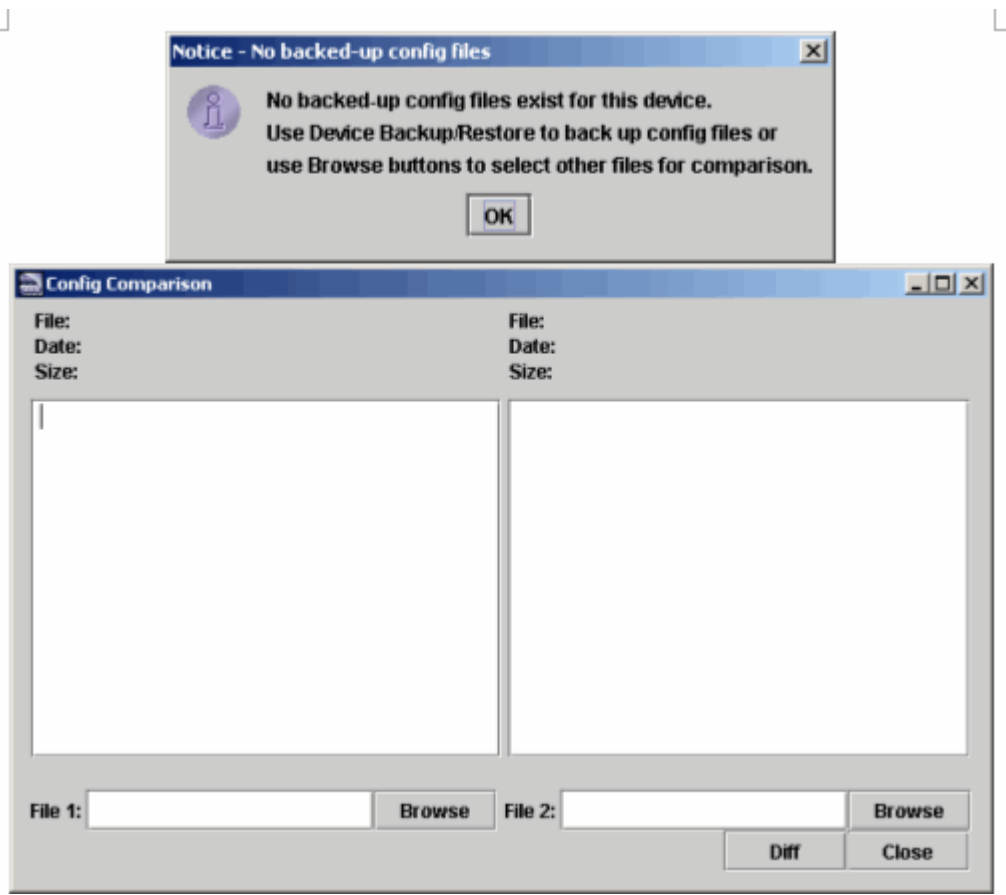 Notice - No backed-up config files
No backed-up config files exist for this device.
Use Device Backup/Restore to back up config files or
use Browse buttons to select other files for comparison.
OK
Config Comparison
File:
Date:
Size:
File:
Date:
Size:
File 1:
Browse
File 2:
Browse
Diff
Close